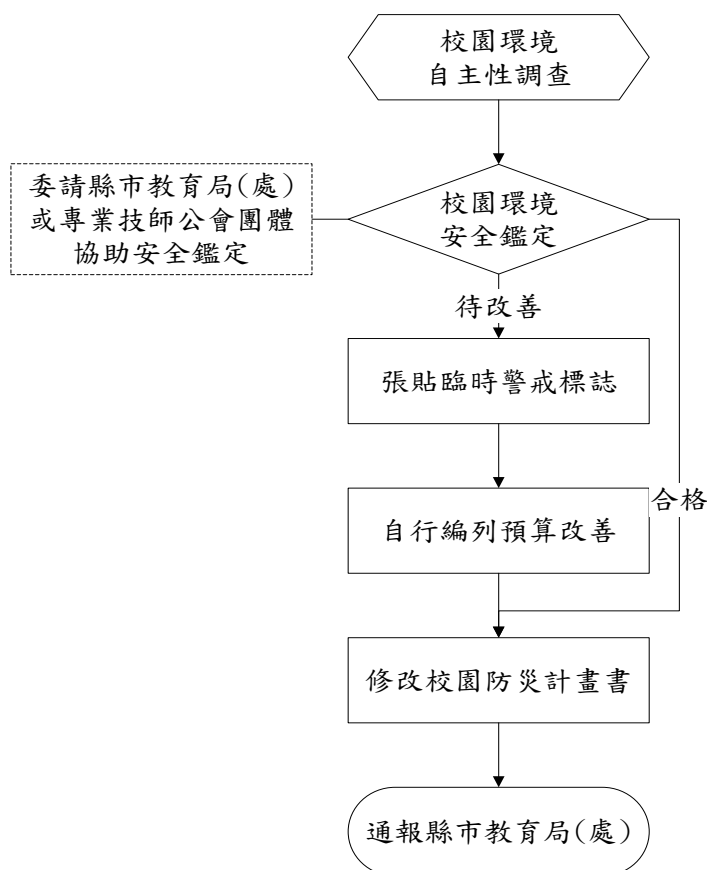 校園環境
自主性調查
委請縣市教育局(處)
或專業技師公會團體
協助安全鑑定
校園環境
安全鑑定
待改善
張貼臨時警戒標誌
合格
自行編列預算改善
修改校園防災計畫書
通報縣市教育局(處)